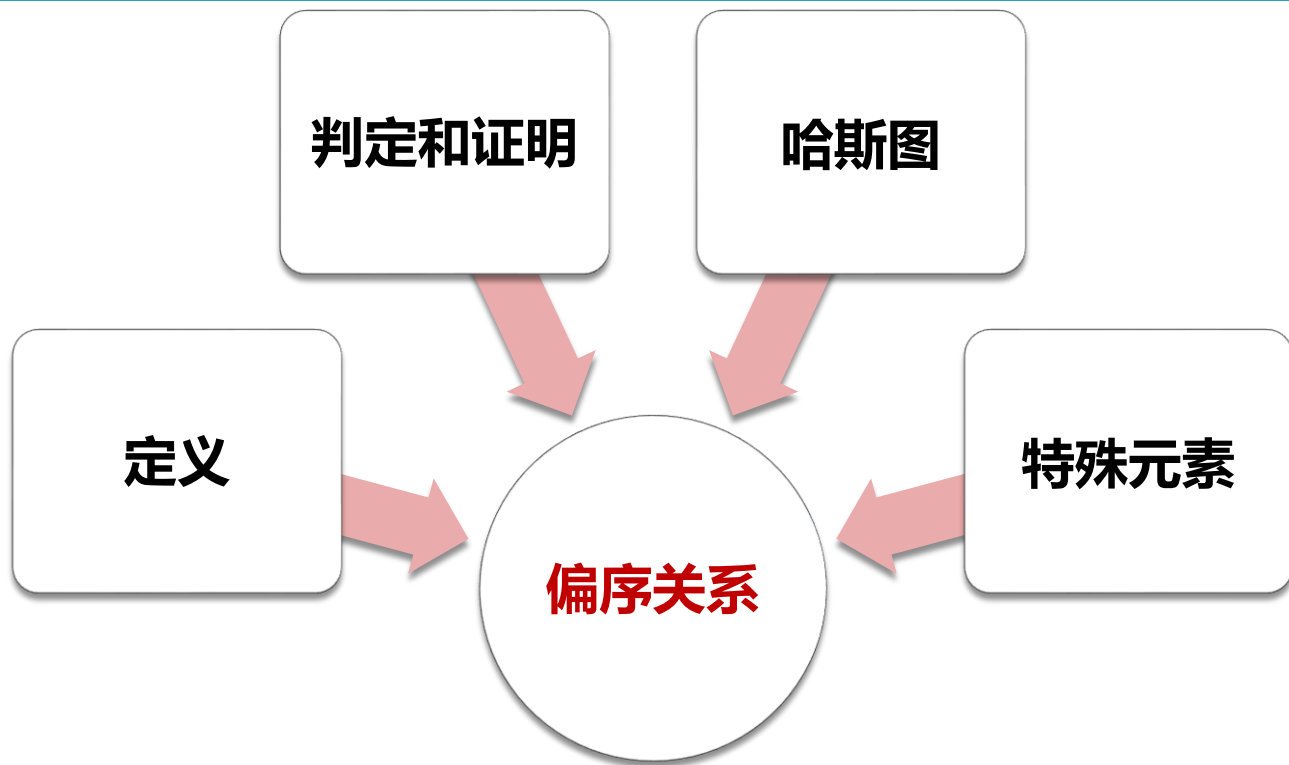 判定和证明
哈斯图
定义
特殊元素
偏序关系